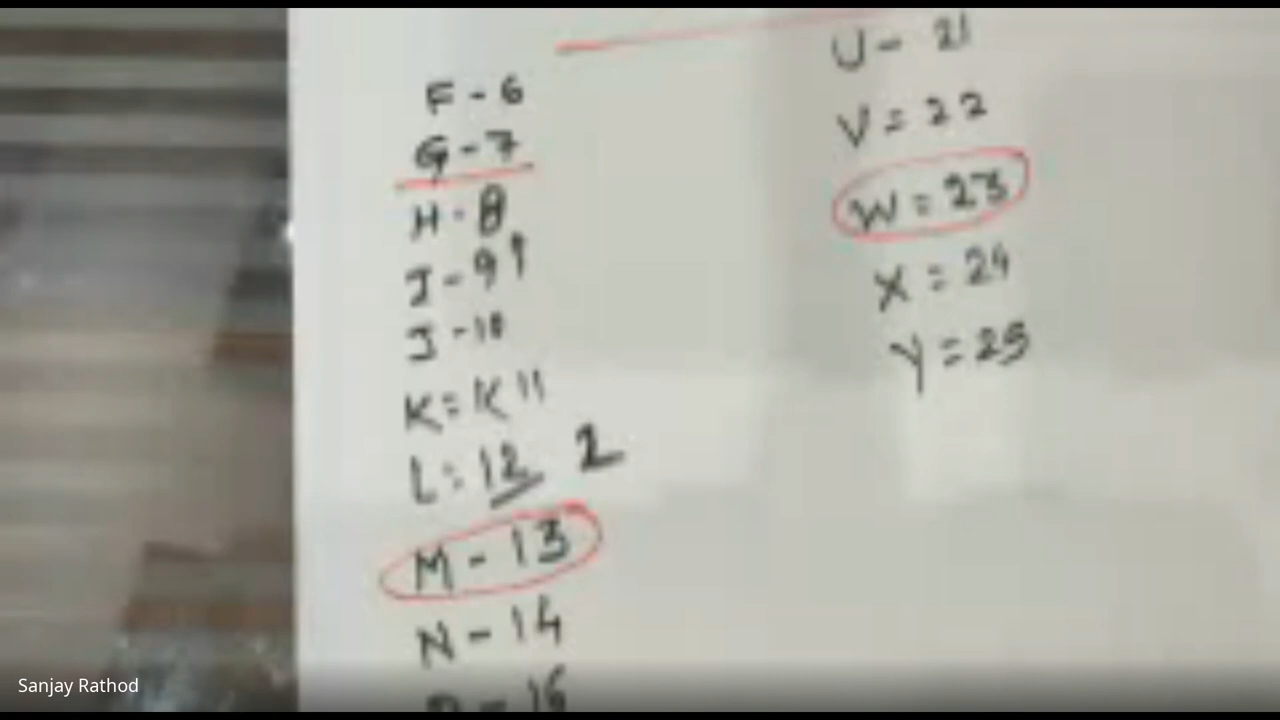 F - 6
G - 7
H - 8
I - 9
J - 10
K = K 11
L = 12 2
M - 13
N - 14
U - 21
V = 22
W = 23
X = 24
Y = 25
Sanjay Rathod